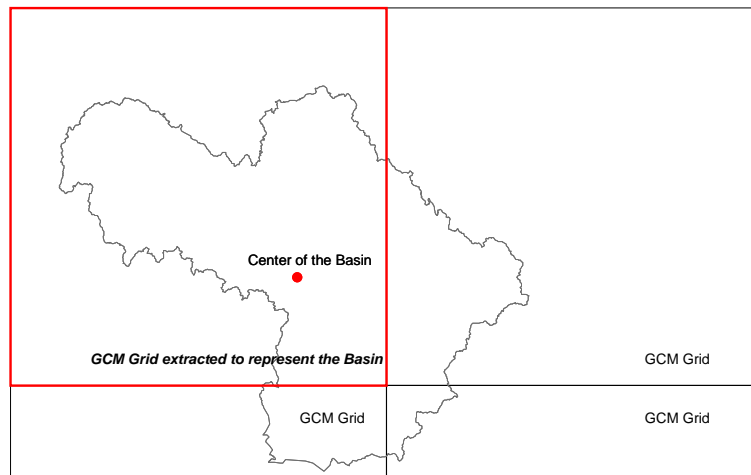 Center of the Basin
GCM Grid extracted to represent the Basin
GCM Grid
GCM Grid
GCM Grid